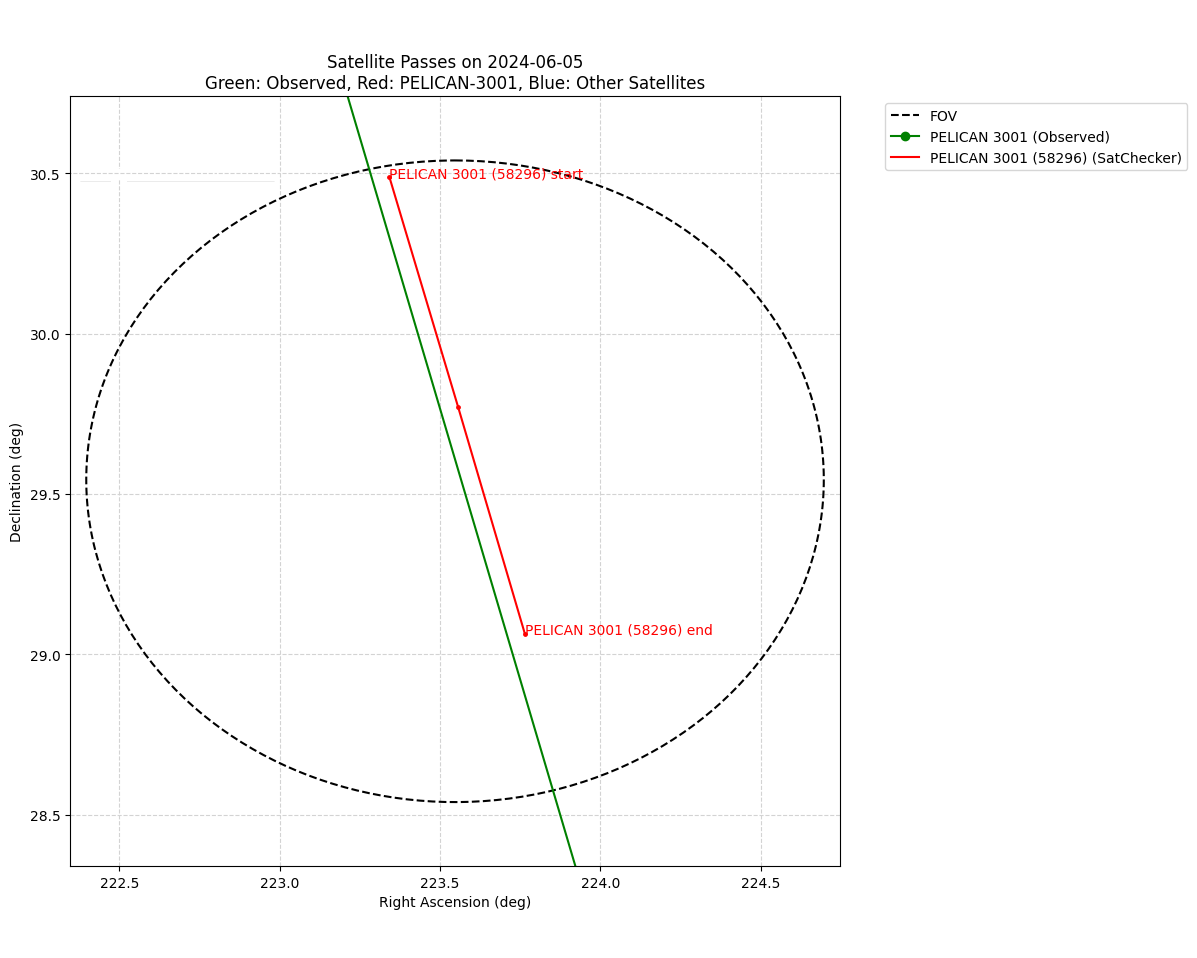 Satellite Passes on 2024-06-05
Green: Observed, Red: PELICAN-3001, Blue: Other Satellites
FOV
PELICAN 3001 (Observed)
PELICAN 3001 (58296) (SatChecker)
30.5
30.0
29.5
29.0
28.5
Declination (deg)
PELICAN 3001 (58296) start
PELICAN 3001 (58296) end
222.5
223.0
223.5
224.0
224.5
Right Ascension (deg)